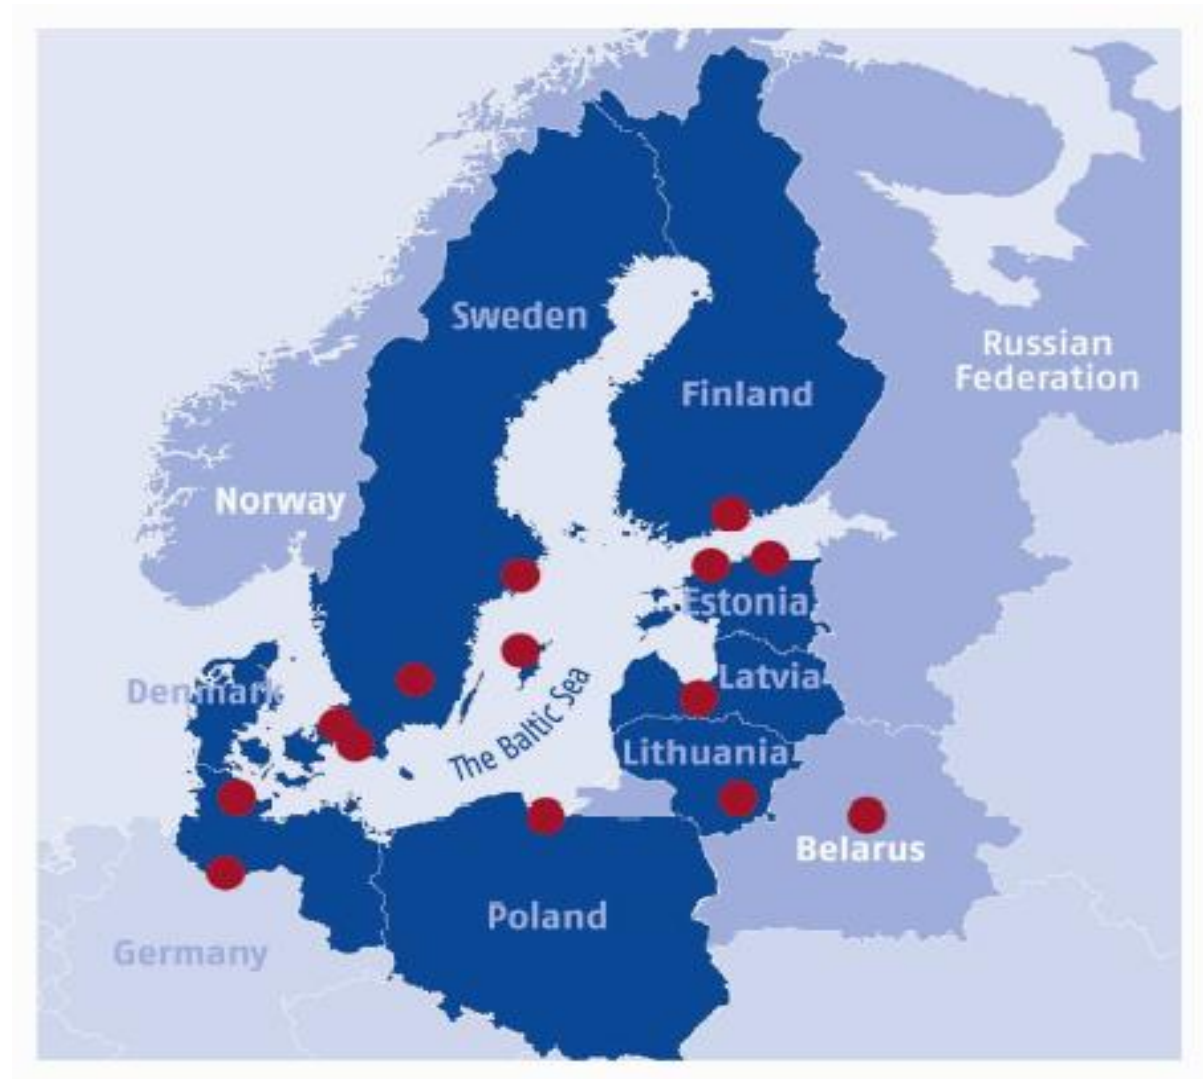 Sweden
Finland
Russian
Federation
Norway
Estonia
Denmark
Latvia
The Baltic Sea
Lithuania
Belarus
Poland
Germany